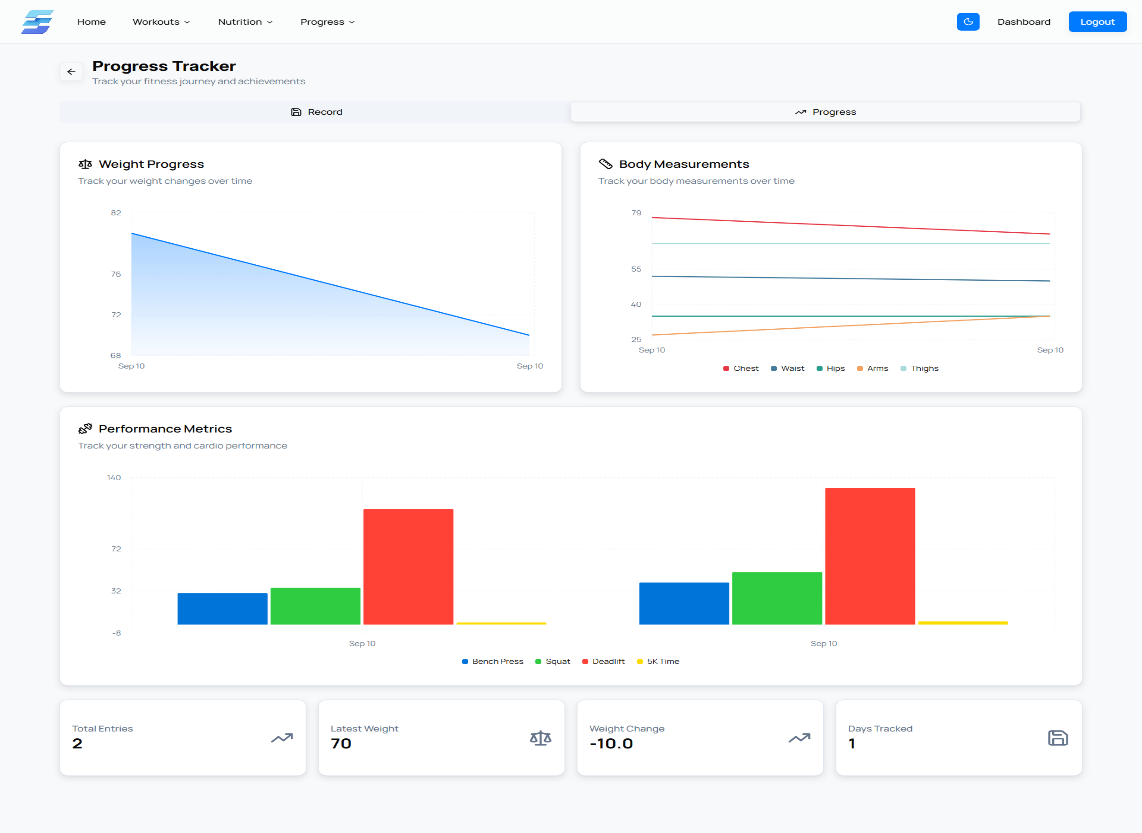 Home Workouts Nutrition Progress Dashboard Logout
Progress Tracker
Track your fitness journey and achievements
Record Progress
Weight Progress
Track your weight changes over time
82
76
72
68
Sep 10 Sep 10
Body Measurements
Track your body measurements over time
79
55
40
25
Sep 10 Sep 10
Chest Waist Hips Arms Thighs
Performance Metrics
Track your strength and cardio performance
140
72
32
-8
Sep 10 Sep 10
Bench Press Squat Deadlift 5K Time
Total Entries
2
Latest Weight
70
Weight Change
-10.0
Days Tracked
1